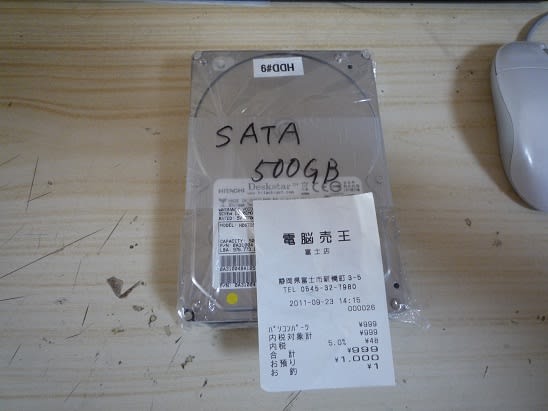 HDD#9
SATA
500GB
HITACHI Deskstar™
CAPACITY: 50
電脳売王
富士店
静岡県富士市新橋町3-5
TEL 0545-32-7980
2011-09-23 14:15
000026
パソコンパーツ ¥999
内税対象計 ¥999
内税 5.0% ¥48
合 計 ¥999
お預り ¥1,000
お 釣 ¥1